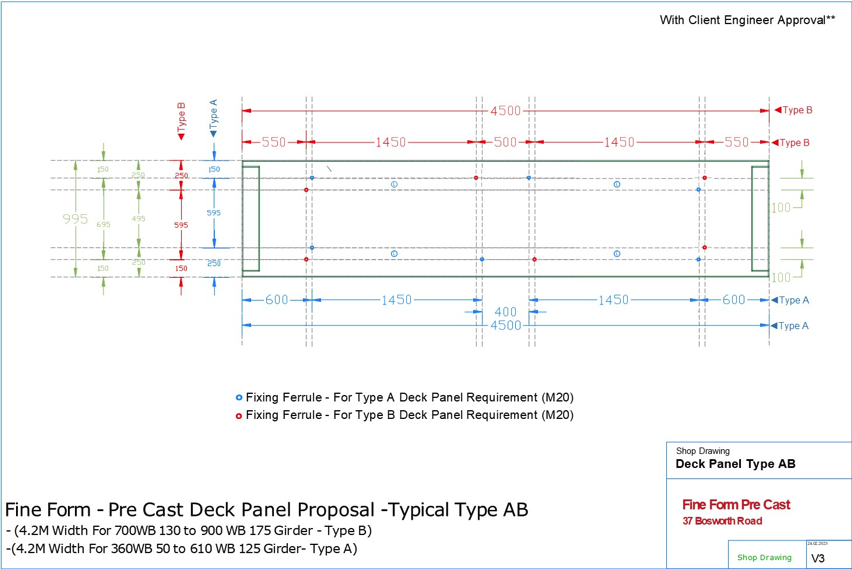 With Client Engineer Approval**
4500
Type B
550
1450
500
1450
550
Type B
Type B
Type A
150
250
250
150
995
695
495
595
595
100
150
250
150
250
100
600
1450
400
1450
600
Type A
4500
Type A
Fixing Ferrule - For Type A Deck Panel Requirement (M20)
Fixing Ferrule - For Type B Deck Panel Requirement (M20)
Shop Drawing
Deck Panel Type AB
Fine Form - Pre Cast Deck Panel Proposal -Typical Type AB
- (4.2M Width For 700WB 130 to 900 WB 175 Girder - Type B)
-(4.2M Width For 360WB 50 to 610 WB 125 Girder- Type A)
Fine Form Pre Cast
37 Bosworth Road
Shop Drawing
V3